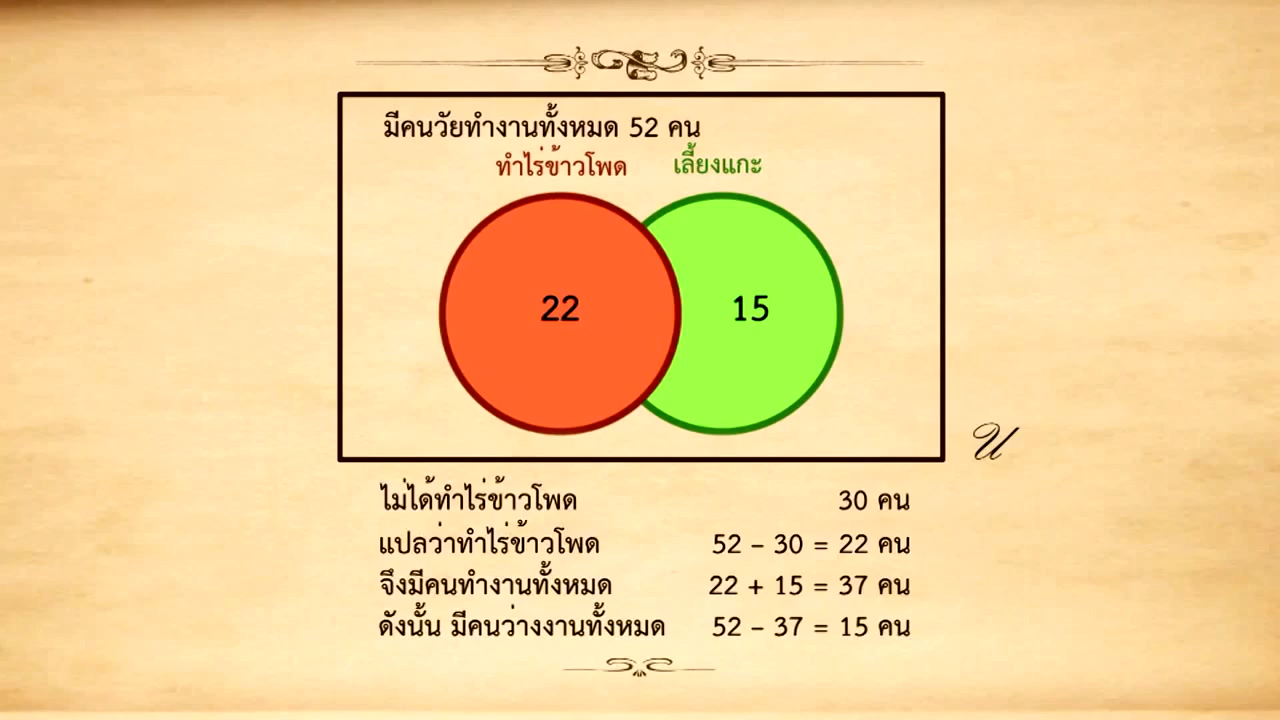 มีคนวัยทำงานทั้งหมด 52 คน
ทำไร่ข้าวโพด เลี้ยงแกะ
22 15
U
ไม่ได้ทำไร่ข้าวโพด 30 คน
แปลว่าทำไร่ข้าวโพด 52 – 30 = 22 คน
จึงมีคนทำงานทั้งหมด 22 + 15 = 37 คน
ดังนั้น มีคนว่างงานทั้งหมด 52 – 37 = 15 คน